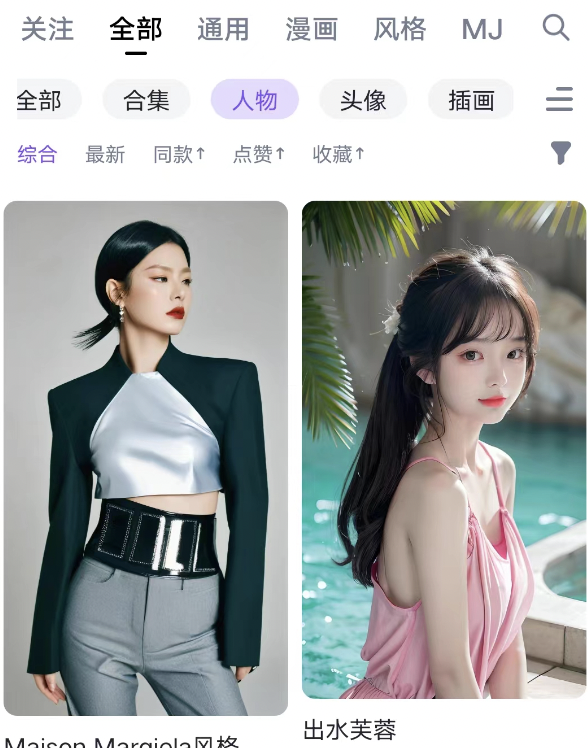 关注 全部 通用 漫画 风格 MJ
全部 合集 人物 头像 插画
综合 最新 同款↑ 点赞↑ 收藏↑
Maison Margiela风格
出水芙蓉